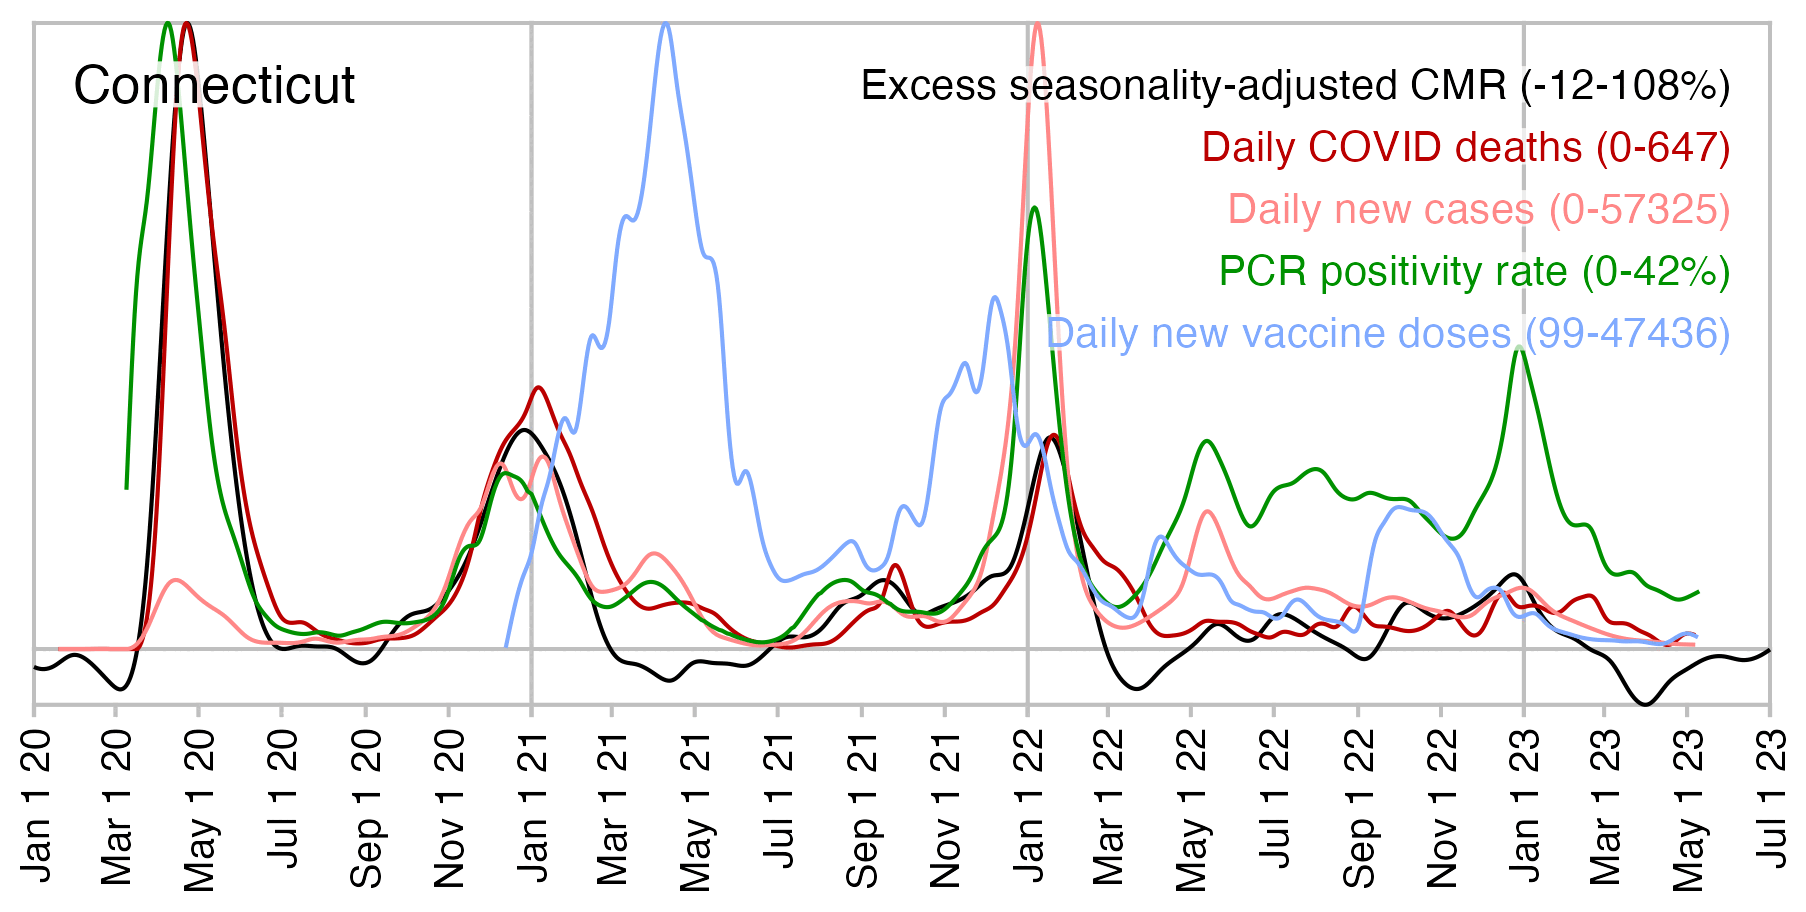 Connecticut
Excess seasonality-adjusted CMR (-12-108%)
Daily COVID deaths (0-647)
Daily new cases (0-57325)
PCR positivity rate (0-42%)
Daily new vaccine doses (99-47436)
Jan 1 20
Mar 1 20
May 1 20
Jul 1 20
Sep 1 20
Nov 1 20
Jan 1 21
Mar 1 21
May 1 21
Jul 1 21
Sep 1 21
Nov 1 21
Jan 1 22
Mar 1 22
May 1 22
Jul 1 22
Sep 1 22
Nov 1 22
Jan 1 23
Mar 1 23
May 1 23
Jul 1 23